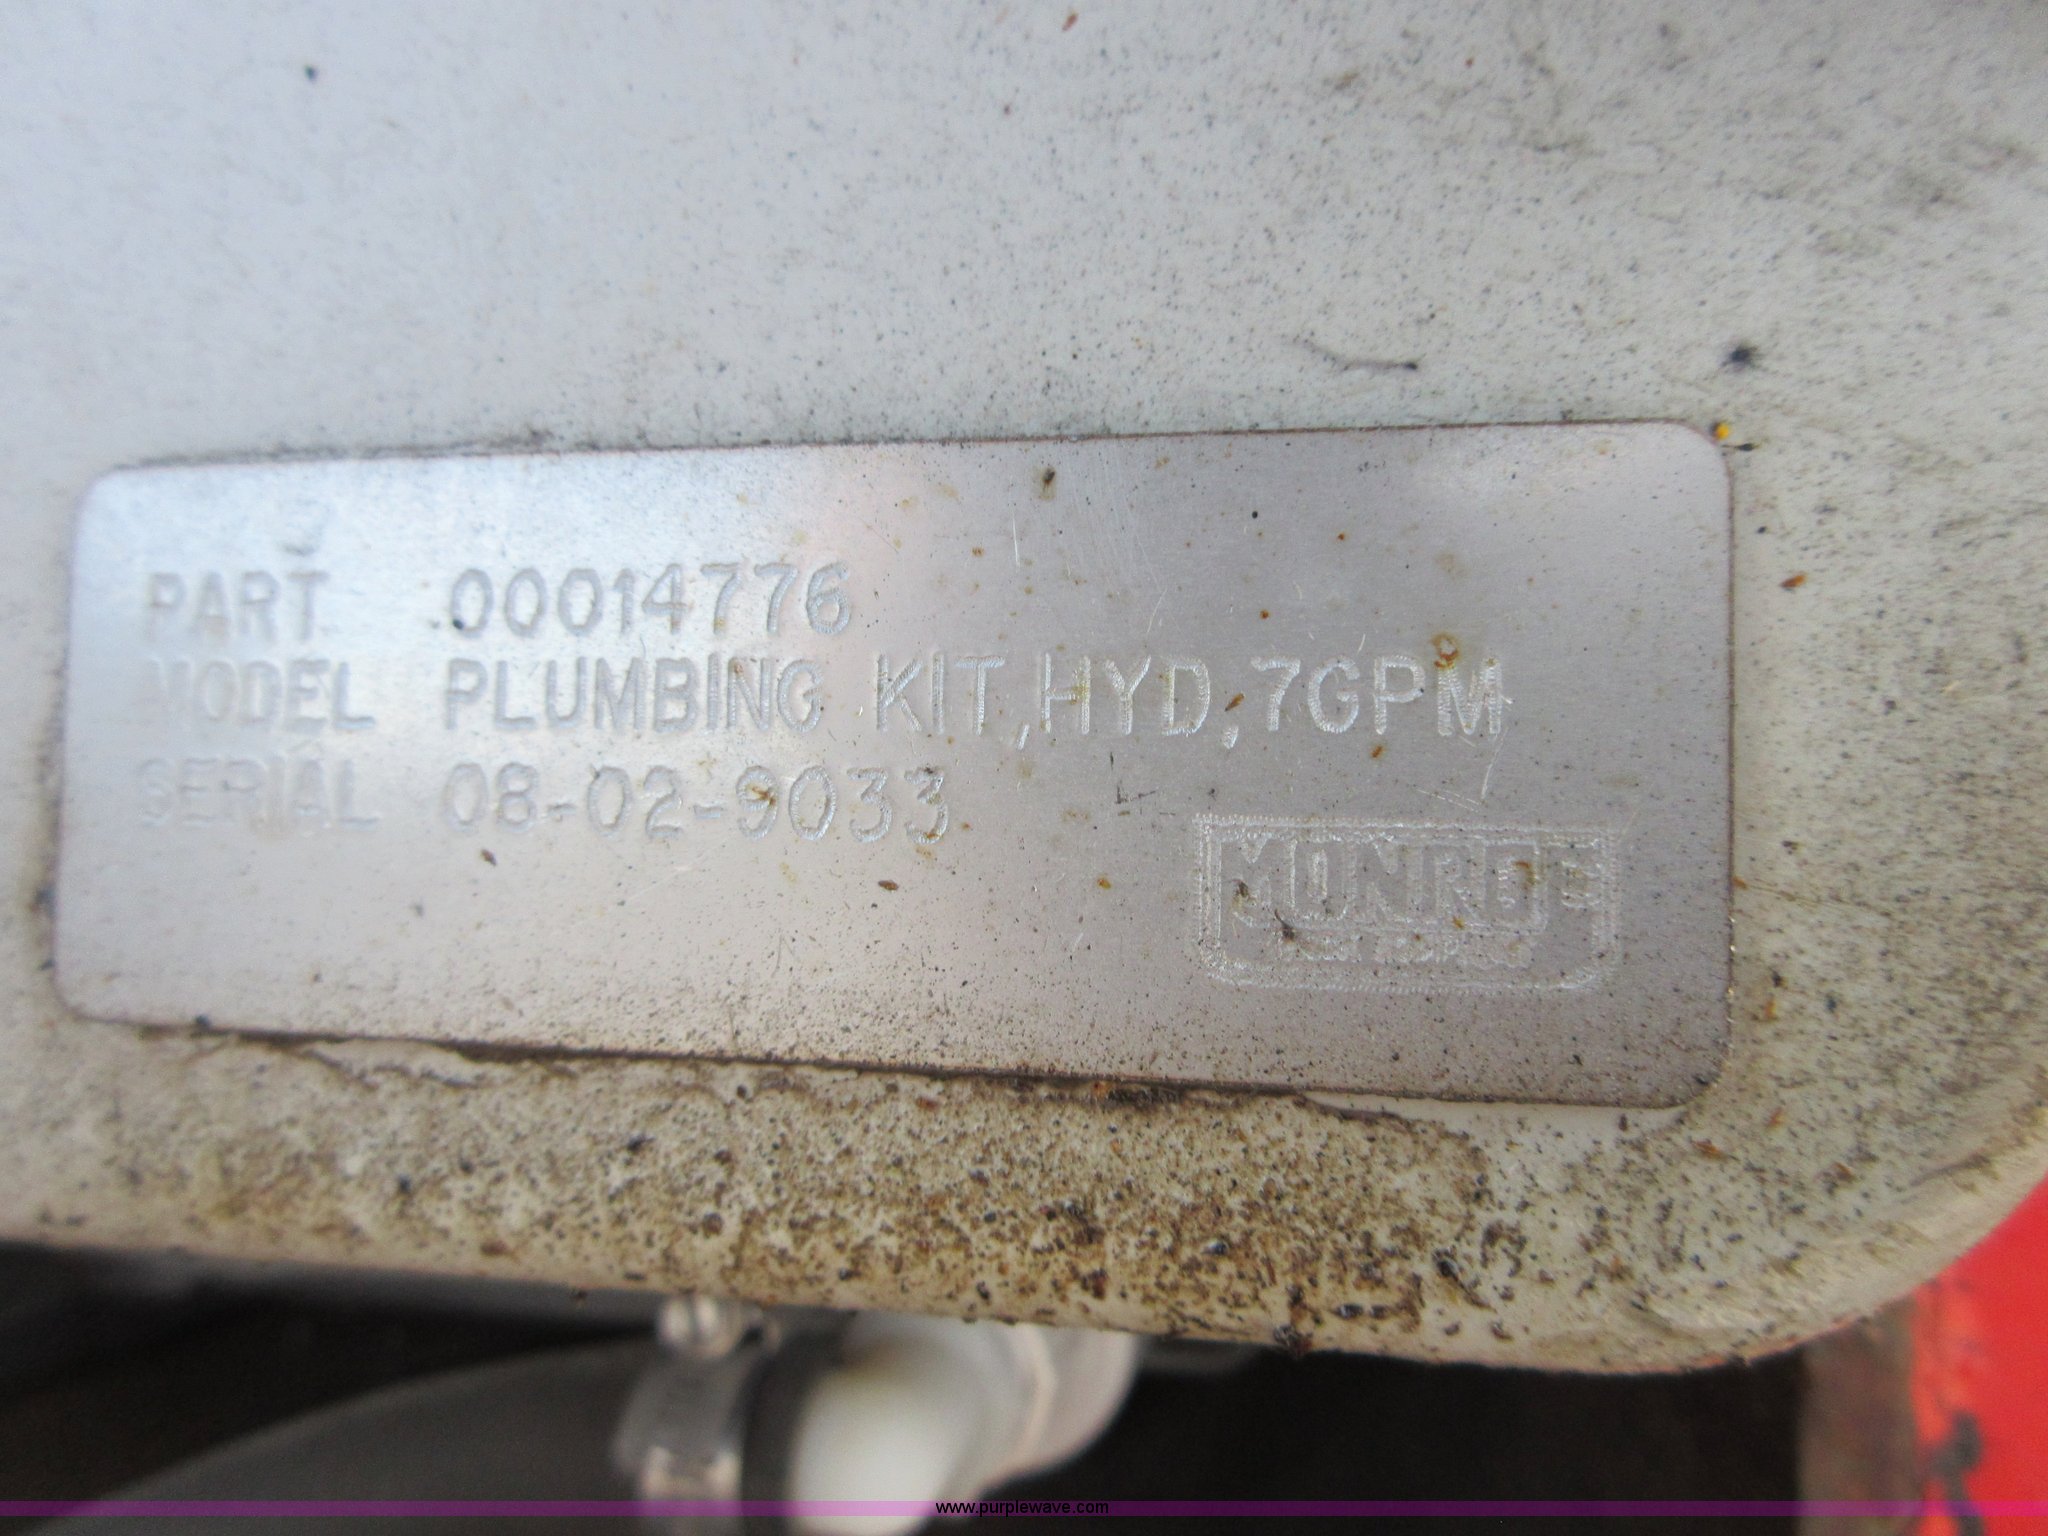 PART 00014776
MODEL PLUMBING KIT, HYD, 7GPM
SERIAL 08-02-9033
MONROE
www.purplewave.com